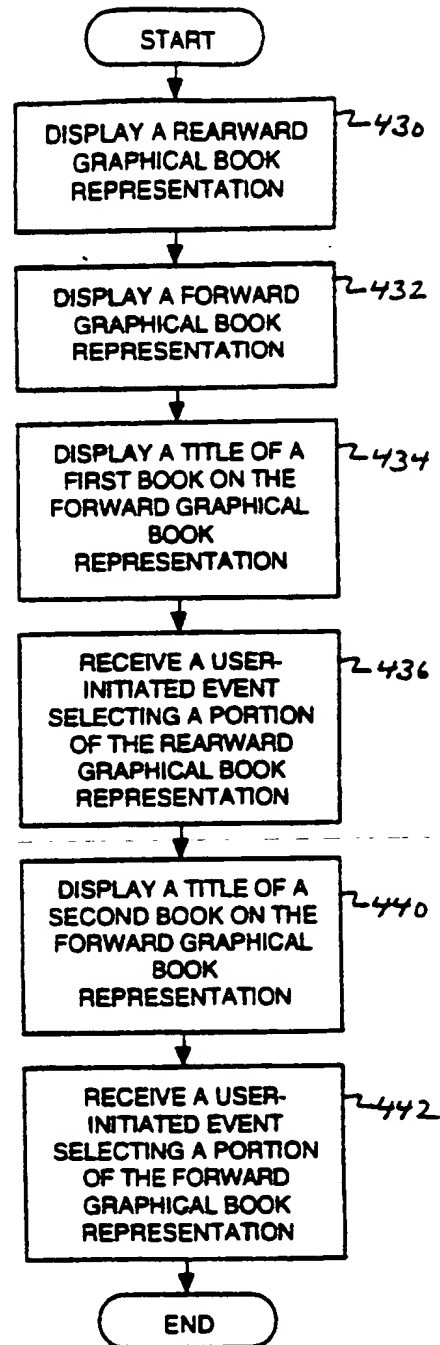 START
DISPLAY A REARWARD
GRAPHICAL BOOK
REPRESENTATION
430
DISPLAY A FORWARD
GRAPHICAL BOOK
REPRESENTATION
432
DISPLAY A TITLE OF A
FIRST BOOK ON THE
FORWARD GRAPHICAL
BOOK
REPRESENTATION
434
RECEIVE A USER-
INITIATED EVENT
SELECTING A PORTION
OF THE REARWARD
GRAPHICAL BOOK
REPRESENTATION
436
DISPLAY A TITLE OF A
SECOND BOOK ON THE
FORWARD GRAPHICAL
BOOK
REPRESENTATION
440
RECEIVE A USER-
INITIATED EVENT
SELECTING A PORTION
OF THE FORWARD
GRAPHICAL BOOK
REPRESENTATION
442
END